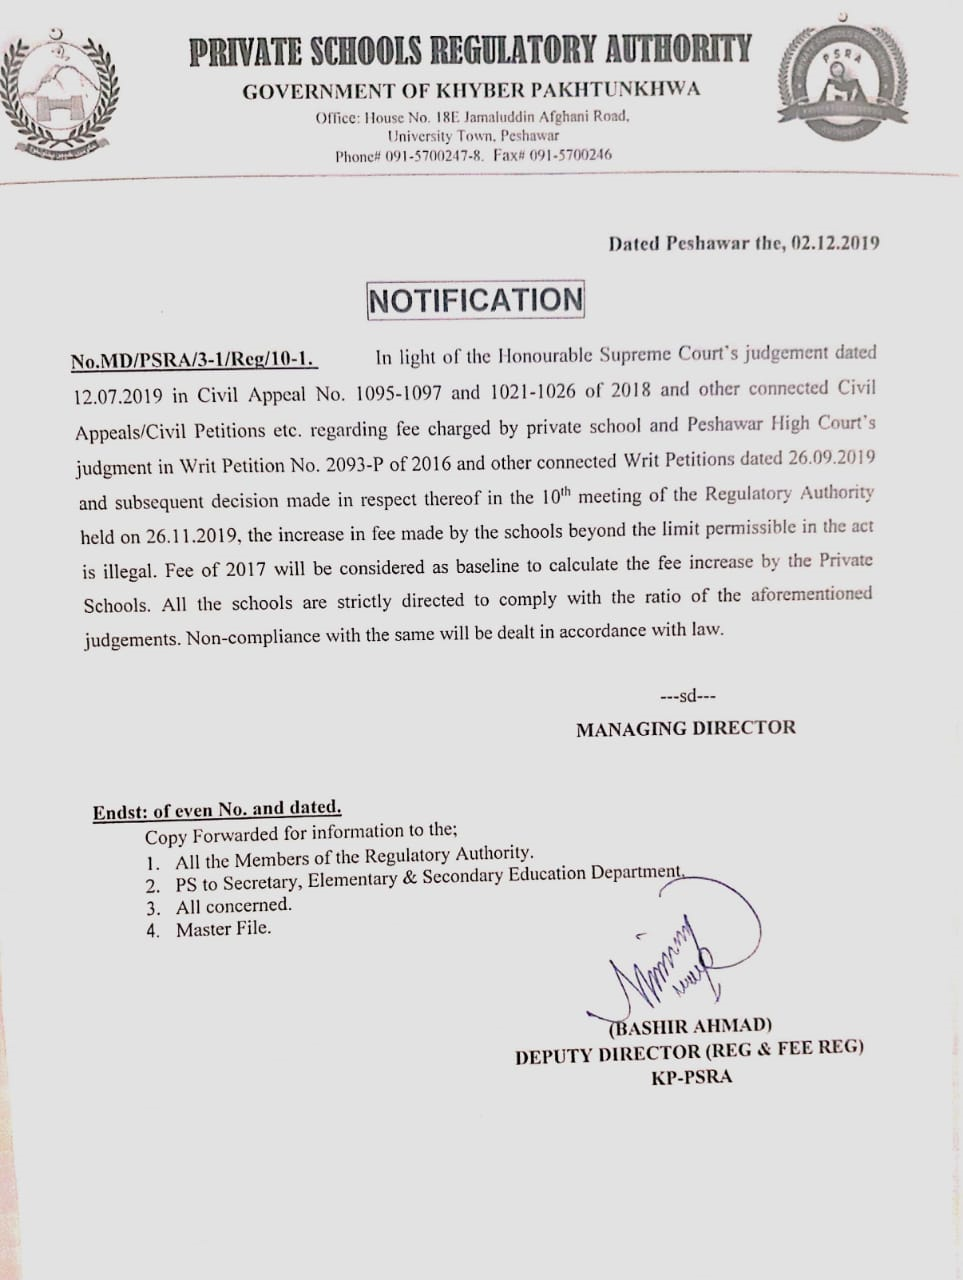 PRIVATE SCHOOLS REGULATORY AUTHORITY
GOVERNMENT OF KHYBER PAKHTUNKHWA
Office: House No. 18E Jamaluddin Afghani Road,
University Town, Peshawar
Phone# 091-5700247-8. Fax# 091-5700246
PSRA
AUTHORITY
Dated Peshawar the, 02.12.2019
NOTIFICATION
No.MD/PSRA/3-1/Reg/10-1. In light of the Honourable Supreme Court's judgement dated
12.07.2019 in Civil Appeal No. 1095-1097 and 1021-1026 of 2018 and other connected Civil
Appeals/Civil Petitions etc. regarding fee charged by private school and Peshawar High Court's
judgment in Writ Petition No. 2093-P of 2016 and other connected Writ Petitions dated 26.09.2019
and subsequent decision made in respect thereof in the 10th meeting of the Regulatory Authority
held on 26.11.2019, the increase in fee made by the schools beyond the limit permissible in the act
is illegal. Fee of 2017 will be considered as baseline to calculate the fee increase by the Private
Schools. All the schools are strictly directed to comply with the ratio of the aforementioned
judgements. Non-compliance with the same will be dealt in accordance with law.
---sd---
MANAGING DIRECTOR
Endst: of even No. and dated.
Copy Forwarded for information to the;
1. All the Members of the Regulatory Authority.
2. PS to Secretary, Elementary & Secondary Education Department.
3. All concerned.
4. Master File.
(BASHIR AHMAD)
DEPUTY DIRECTOR (REG & FEE REG)
KP-PSRA